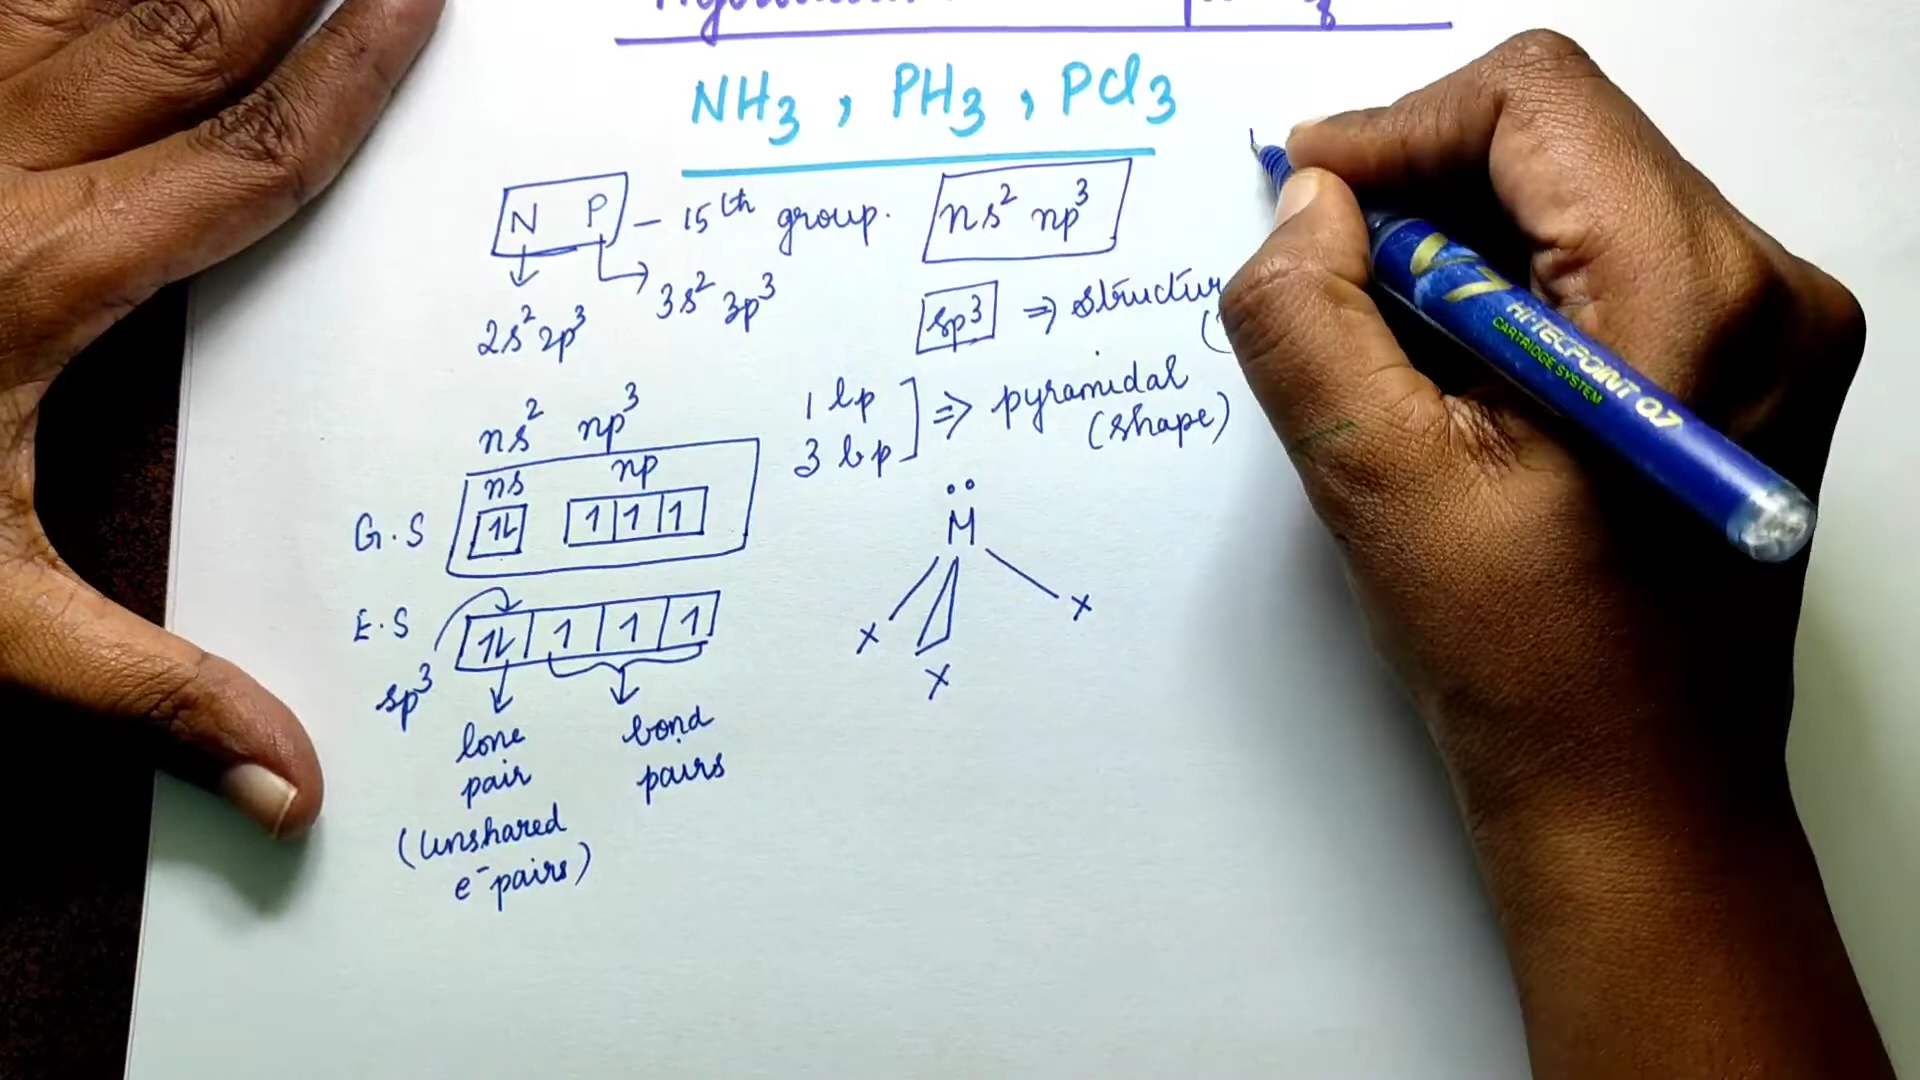 NH3 , PH3 , PCl3
N P – 15th group. ns² np³
2s² 2p³
3s² 3p³
sp³ ⇒
ns² np³
1 lp
3 bp
⇒ pyramidal
(shape)
ns np
G.S 1L 1 1 1
E.S 1L 1 1 1
sp³
lone
pair
(unshared
e⁻pairs)
bond
pairs
M
x
x
x
HI-TECPOINT 0.7
CARTRIDGE SYSTEM